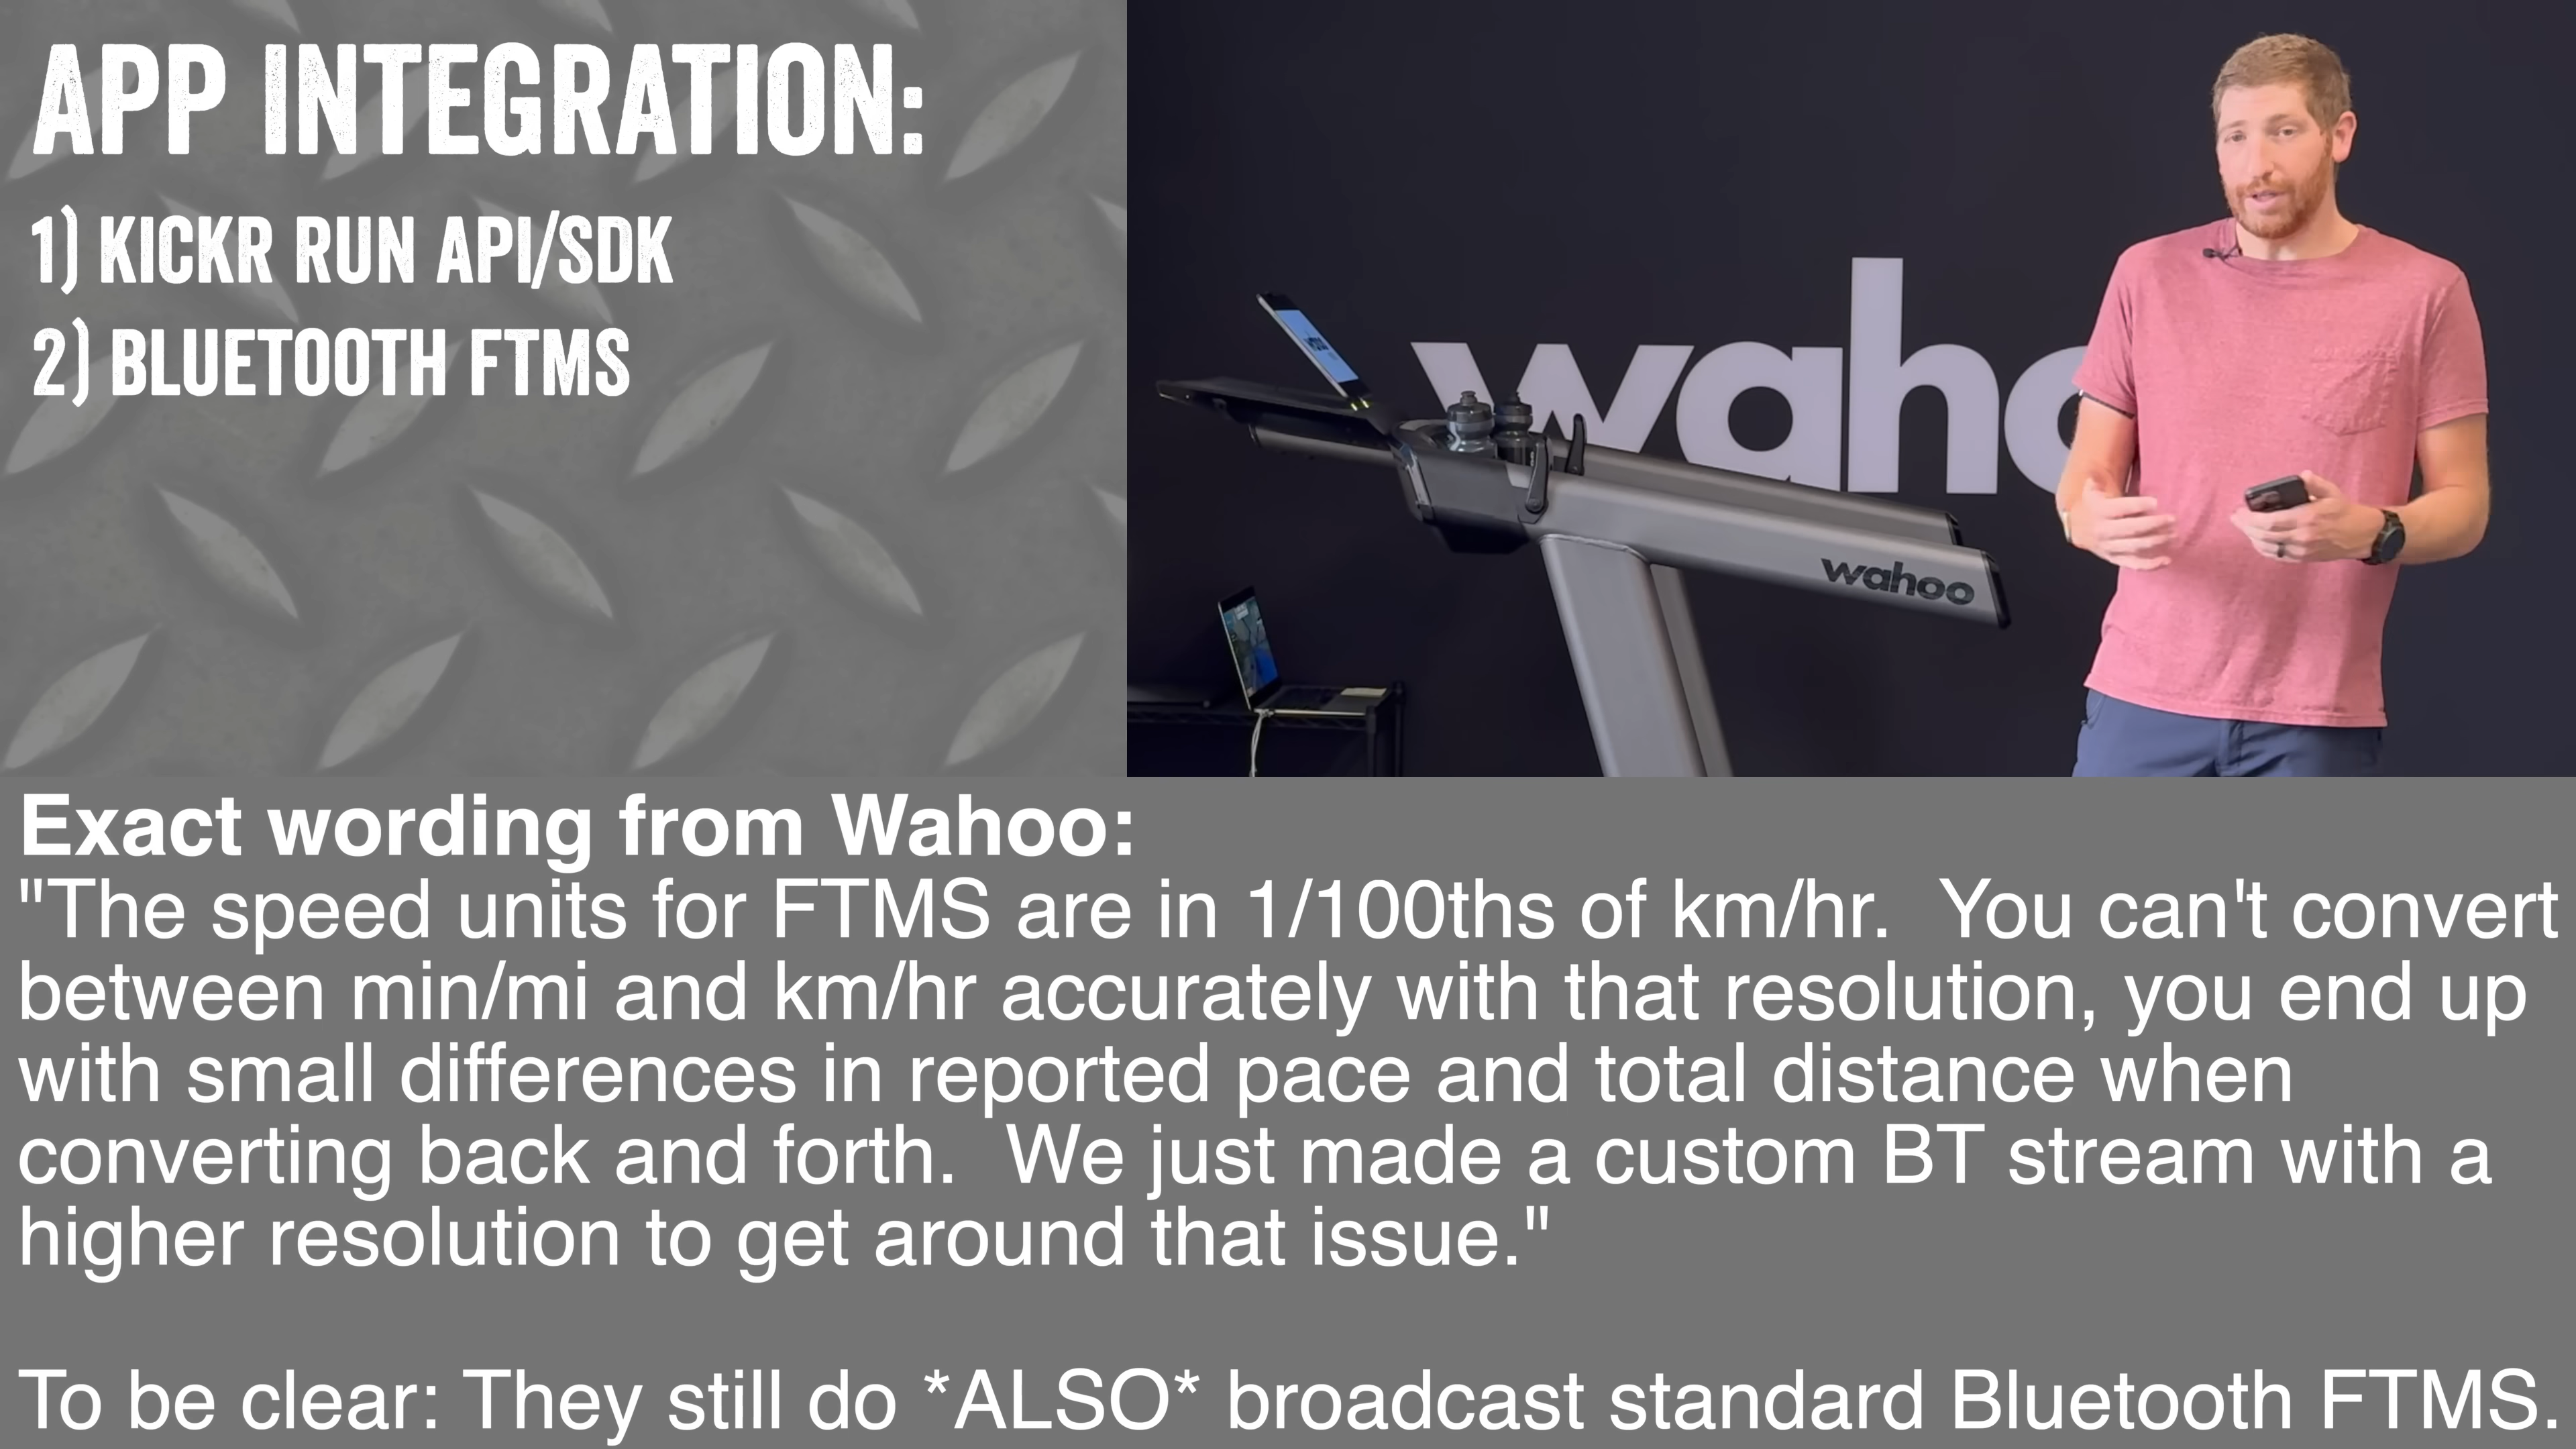 APP INTEGRATION:
1) KICKR RUN API/SDK
2) BLUETOOTH FTMS
waho
wahoo
Exact wording from Wahoo:
"The speed units for FTMS are in 1/100ths of km/hr.  You can't convert
between min/mi and km/hr accurately with that resolution, you end up
with small differences in reported pace and total distance when
converting back and forth.  We just made a custom BT stream with a
higher resolution to get around that issue."
To be clear: They still do *ALSO* broadcast standard Bluetooth FTMS.